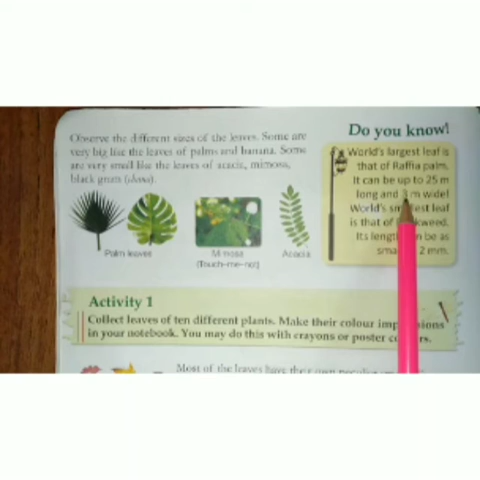 Observe the different sizes of the leaves. Some are
very big like the leaves of palms and banana. Some
are very small like the leaves of acacia, mimosa,
black gram (chana).
Palm leaves
Mimosa
(Touch-me-not)
Acacia
Do you know!
World's largest leaf is
that of Raffia palm.
It can be up to 25 m
long and 3 m wide!
World's smallest leaf
is that of
Its length can be as
2 mm.
Activity 1
Collect leaves of ten different plants. Make their colour impressions
in your notebook. You may do this with crayons or poster colours.
Most of the leaves have their own peculiar